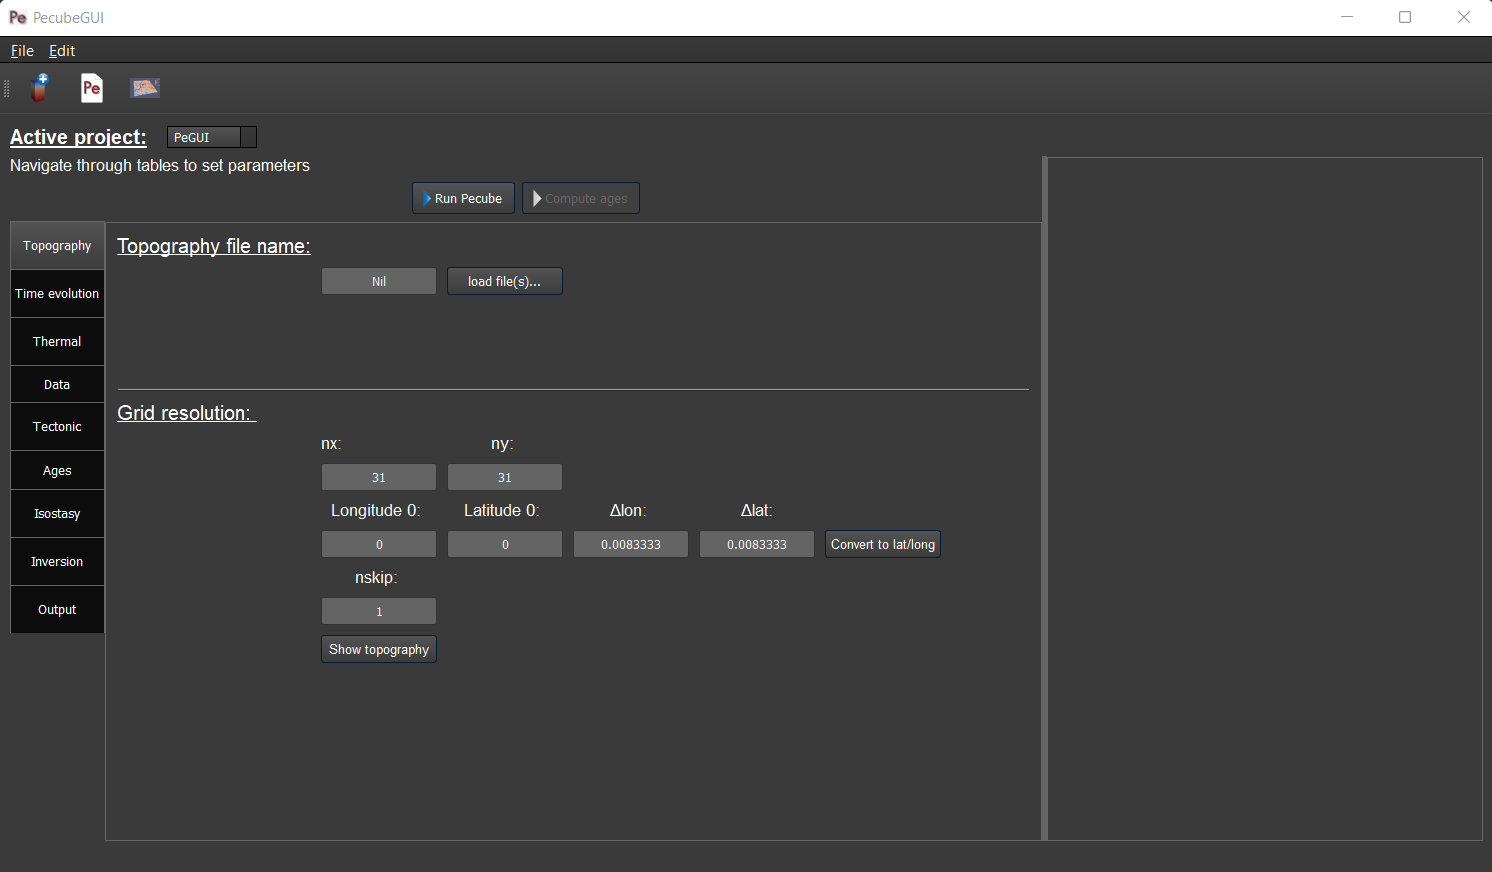 Pe PecubeGUI
File Edit
Pe
Active project: PeGUI
Navigate through tables to set parameters
Run Pecube Compute ages
Topography
Time evolution
Thermal
Data
Tectonic
Ages
Isostasy
Inversion
Output
Topography file name:
Nil load file(s)...
Grid resolution:
nx: ny:
31 31
Longitude 0: Latitude 0: Δlon: Δlat:
0 0 0.0083333 0.0083333 Convert to lat/long
nskip:
1
Show topography